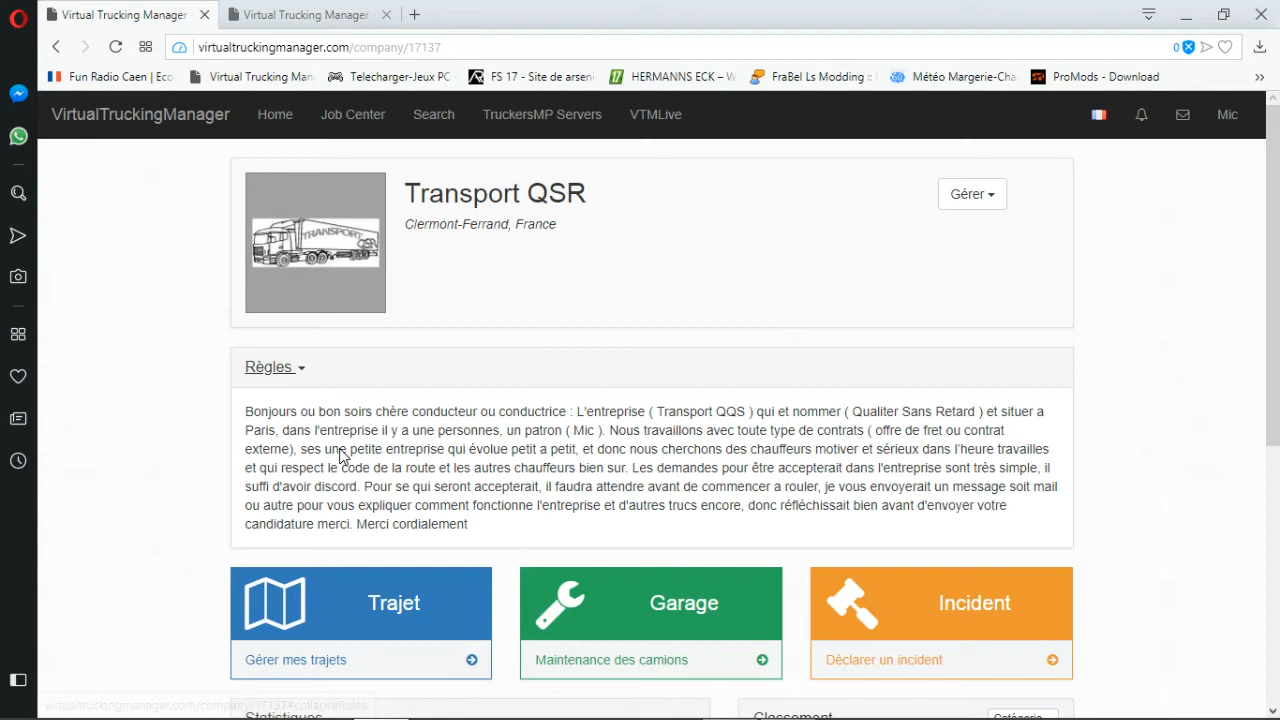 Virtual Trucking Manager
Virtual Trucking Manager
virtualtruckingmanager.com/company/17137
0
Fun Radio Caen | Eco
Virtual Trucking Man
Telecharger-Jeux PC
FS 17 - Site de arseni
HERMANNS ECK – W
FraBel Ls Modding ::
Météo Margerie-Cha
ProMods - Download
VirtualTruckingManager Home Job Center Search TruckersMP Servers VTMLive Mic
TRANSPORT
QSR
Transport QSR
Gérer
Clermont-Ferrand, France
Règles
Bonjours ou bon soirs chère conducteur ou conductrice : L'entreprise ( Transport QQS ) qui et nommer ( Qualiter Sans Retard ) et situer a
Paris, dans l'entreprise il y a une personnes, un patron ( Mic ). Nous travaillons avec toute type de contrats ( offre de fret ou contrat
externe), ses une petite entreprise qui évolue petit a petit, et donc nous cherchons des chauffeurs motiver et sérieux dans l'heure travailles
et qui respect le code de la route et les autres chauffeurs bien sur. Les demandes pour être accepterait dans l'entreprise sont très simple, il
suffi d'avoir discord. Pour se qui seront accepterait, il faudra attendre avant de commencer a rouler, je vous envoyerait un message soit mail
ou autre pour vous expliquer comment fonctionne l'entreprise et d'autres trucs encore, donc réfléchissait bien avant d'envoyer votre
candidature merci. Merci cordialement
Trajet
Gérer mes trajets
Garage
Maintenance des camions
Incident
Déclarer un incident
virtualtruckingmanager.com/company/17137#collapseRules
Statistiques
Classement
Catégorie